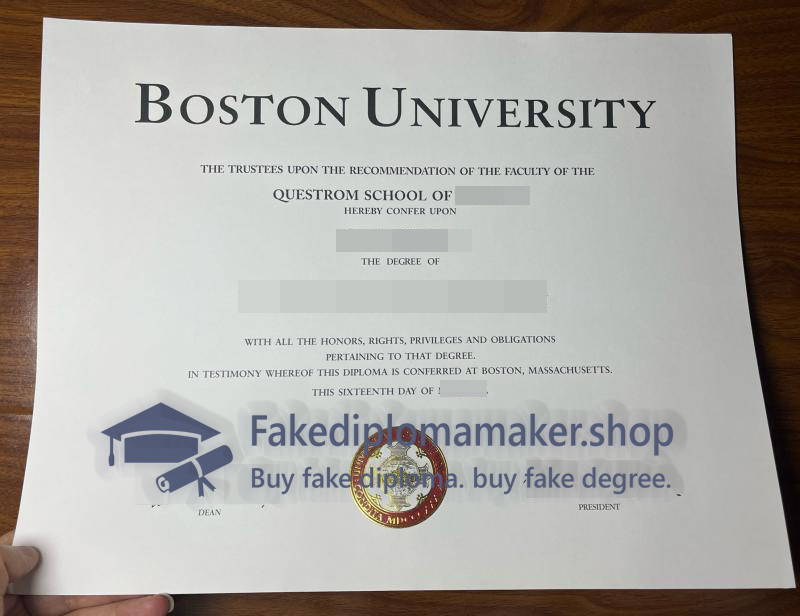 BOSTON UNIVERSITY
THE TRUSTEES UPON THE RECOMMENDATION OF THE FACULTY OF THE
QUESTROM SCHOOL OF
HEREBY CONFER UPON
THE DEGREE OF
WITH ALL THE HONORS, RIGHTS, PRIVILEGES AND OBLIGATIONS
PERTAINING TO THAT DEGREE.
IN TESTIMONY WHEREOF THIS DIPLOMA IS CONFERRED AT BOSTON, MASSACHUSETTS.
THIS SIXTEENTH DAY OF
Fakediplomamaker.shop
Buy fake diploma. buy fake degree.
DEAN
PRESIDENT